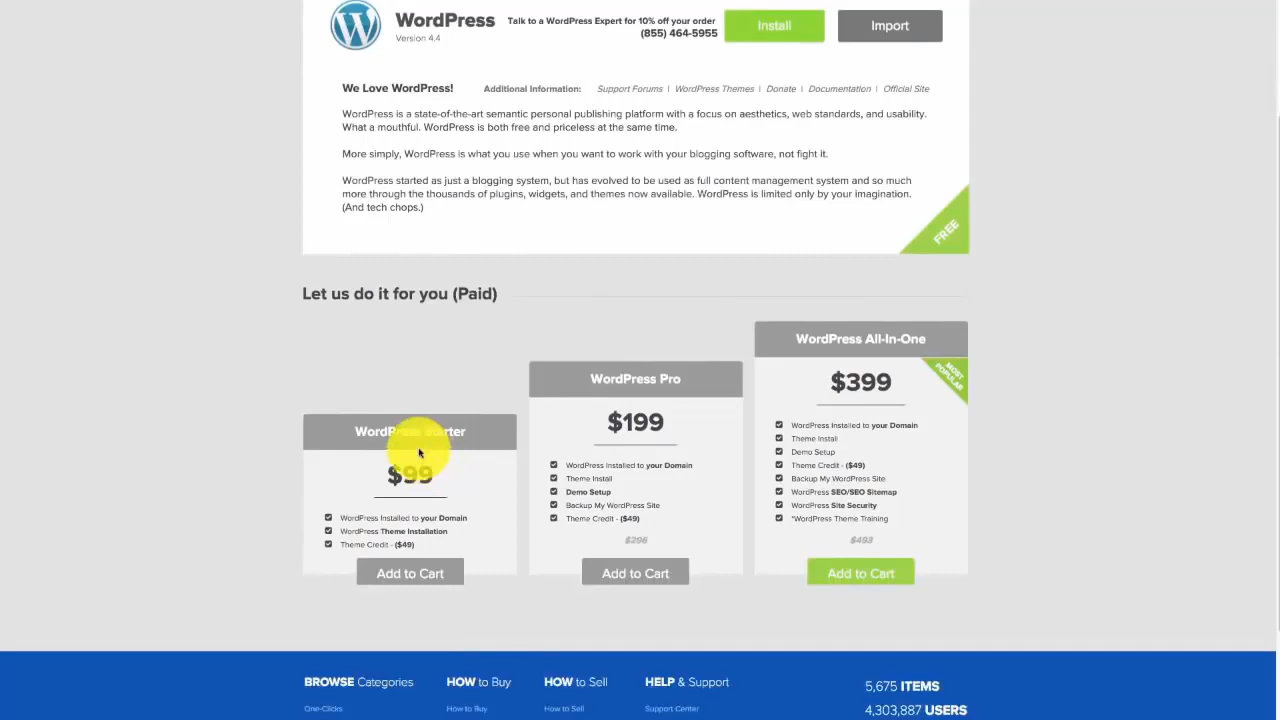 WordPress
Version 4.4
Talk to a WordPress Expert for 10% off your order
(855) 464-5955
Install
Import
We Love WordPress!
Additional Information: Support Forums | WordPress Themes | Donate | Documentation | Official Site
WordPress is a state-of-the-art semantic personal publishing platform with a focus on aesthetics, web standards, and usability.
What a mouthful. WordPress is both free and priceless at the same time.
More simply, WordPress is what you use when you want to work with your blogging software, not fight it.
WordPress started as just a blogging system, but has evolved to be used as full content management system and so much
more through the thousands of plugins, widgets, and themes now available. WordPress is limited only by your imagination.
(And tech chops.)
FREE
Let us do it for you (Paid)
WordPress Starter
$99
WordPress Installed to your Domain
WordPress Theme Installation
Theme Credit - ($49)
Add to Cart
WordPress Pro
$199
WordPress Installed to your Domain
Theme Install
Demo Setup
Backup My WordPress Site
Theme Credit - ($49)
$296
Add to Cart
WordPress All-In-One
MOST
POPULAR
$399
WordPress Installed to your Domain
Theme Install
Demo Setup
Theme Credit - ($49)
Backup My WordPress Site
WordPress SEO/SEO Sitemap
WordPress Site Security
*WordPress Theme Training
$493
Add to Cart
BROWSE Categories
One-Clicks
HOW to Buy
How to Buy
HOW to Sell
How to Sell
HELP & Support
Support Center
5,675 ITEMS
4,303,887 USERS